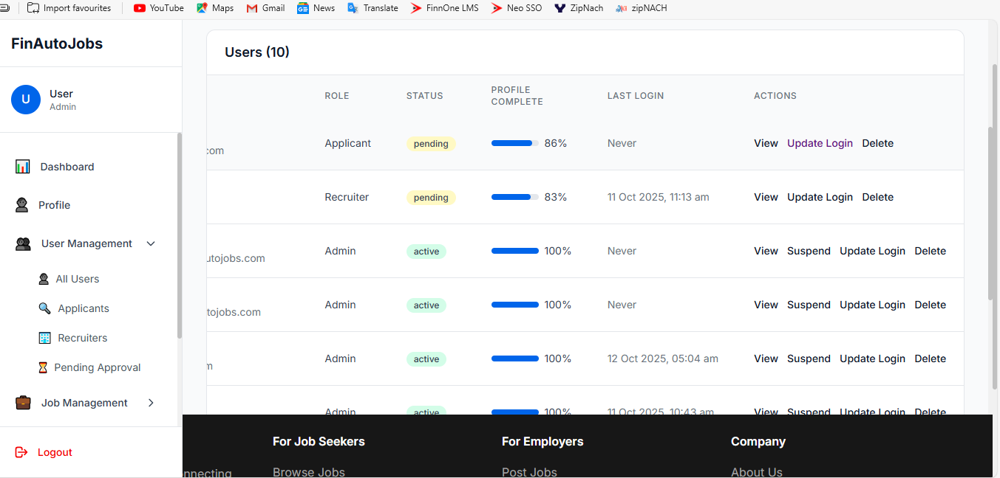 Import favourites YouTube Maps Gmail News Translate FinnOne LMS Neo SSO ZipNach zipNACH
FinAutoJobs
U
User
Admin
Dashboard
Profile
User Management
All Users
Applicants
Recruiters
Pending Approval
Job Management
Logout
Users (10)
ROLE STATUS PROFILE COMPLETE LAST LOGIN ACTIONS
com Applicant pending 86% Never View Update Login Delete
Recruiter pending 83% 11 Oct 2025, 11:13 am View Update Login Delete
utojobs.com Admin active 100% Never View Suspend Update Login Delete
tojobs.com Admin active 100% Never View Suspend Update Login Delete
m Admin active 100% 12 Oct 2025, 05:04 am View Suspend Update Login Delete
Admin active 100% 11 Oct 2025, 10:43 am View Suspend Update Login Delete
For Job Seekers For Employers Company
nnecting Browse Jobs Post Jobs About Us